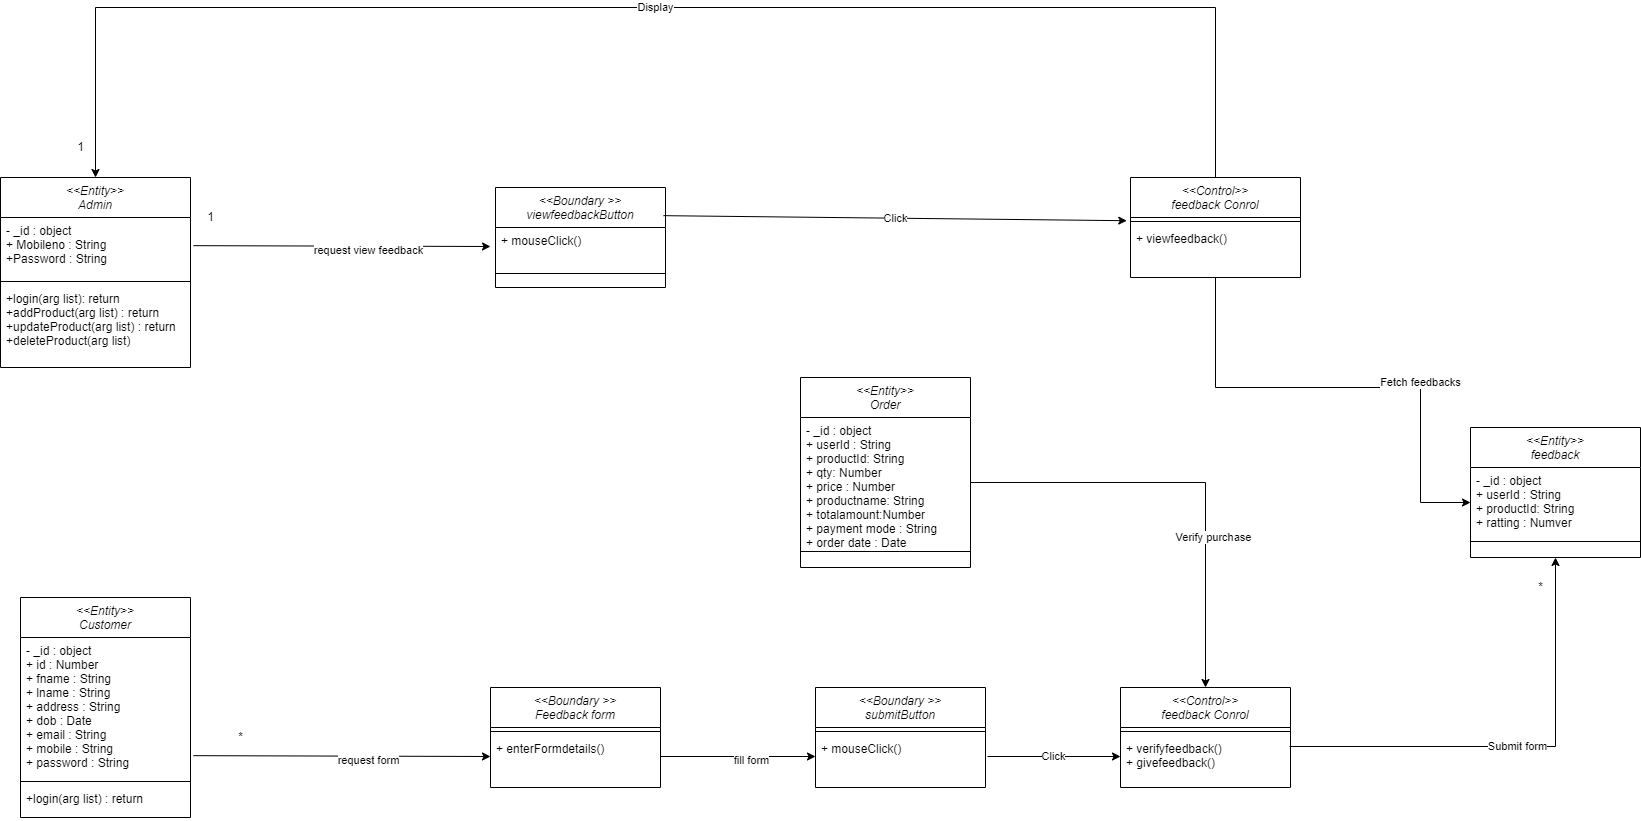 Display
1
<<Entity>>
Admin
- _id : object
+ Mobileno : String
+Password : String
+login(arg list): return
+addProduct(arg list) : return
+updateProduct(arg list) : return
+deleteProduct(arg list)
1
request view feedback
<<Boundary >>
viewfeedbackButton
+ mouseClick()
Click
<<Control>>
feedback Conrol
+ viewfeedback()
Fetch feedbacks
<<Entity>>
Order
- _id : object
+ userId : String
+ productId: String
+ qty: Number
+ price : Number
+ productname: String
+ totalamount:Number
+ payment mode : String
+ order date : Date
Verify purchase
<<Entity>>
feedback
- _id : object
+ userId : String
+ productId: String
+ ratting : Numver
*
<<Entity>>
Customer
- _id : object
+ id : Number
+ fname : String
+ lname : String
+ address : String
+ dob : Date
+ email : String
+ mobile : String
+ password : String
+login(arg list) : return
*
request form
<<Boundary >>
Feedback form
+ enterFormdetails()
fill form
<<Boundary >>
submitButton
+ mouseClick()
Click
<<Control>>
feedback Conrol
+ verifyfeedback()
+ givefeedback()
Submit form